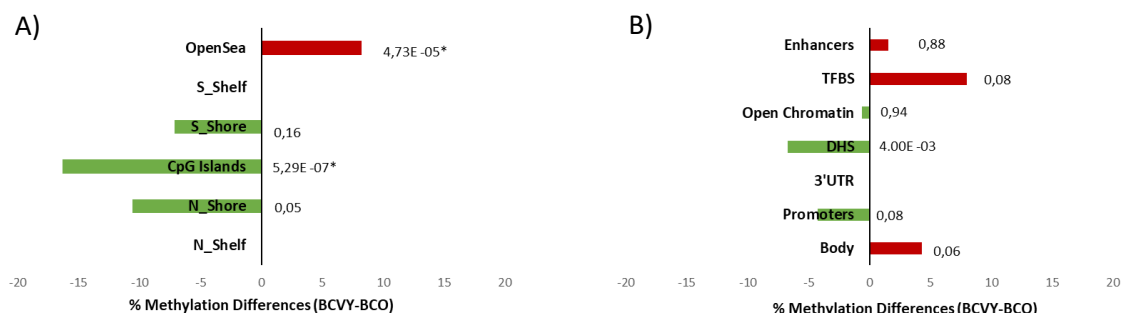 A)
OpenSea 4,73E -05*
S_Shelf
S_Shore 0,16
CpG Islands 5,29E -07*
N_Shore 0,05
N_Shelf
-20 -15 -10 -5 0 5 10 15 20
% Methylation Differences (BCVY-BCO)
B)
Enhancers 0,88
TFBS 0,08
Open Chromatin 0,94
DHS 4.00E -03
3'UTR
Promoters 0,08
Body 0,06
-20 -15 -10 -5 0 5 10 15 20
% Methylation Differences (BCVY-BCO)